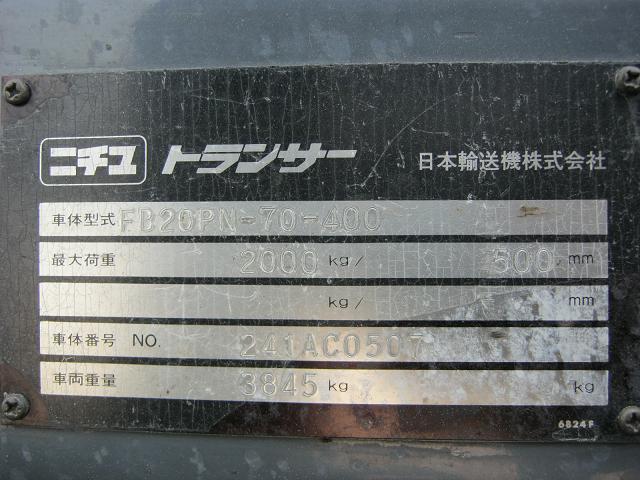 ニチユ トランサー 日本輸送機株式会社
車体型式 FB20PN-70-400
最大荷重 2000 kg/ 500 mm
kg/ mm
車体番号 NO. 241AC0507
車両重量 3845 kg kg
6824F